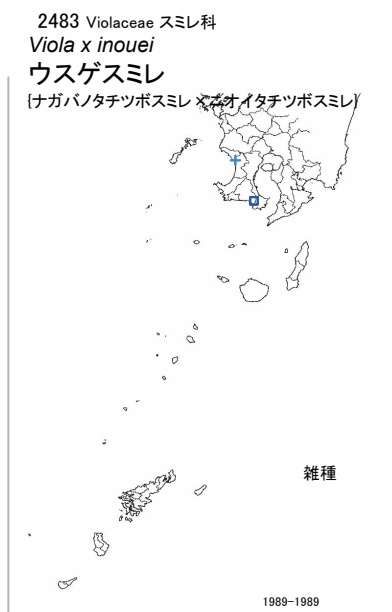 2483 Violaceae スミレ科
Viola x inouei
ウスゲスミレ
{ナガバノタチツボスミレ×ニオイタチツボスミレ}
雑種
1989-1989